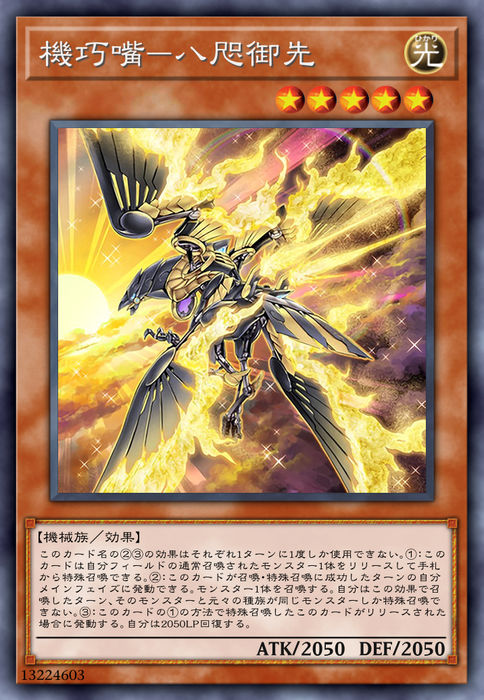 機巧嘴－八咫御先
光
ひかり
【機械族／効果】
このカード名の②③の効果はそれぞれ1ターンに1度しか使用できない。①：この
カードは自分フィールドの通常召喚されたモンスター1体をリリースして手札
から特殊召喚できる。②：このカードが召喚・特殊召喚に成功したターンの自分
メインフェイズに発動できる。モンスター1体を召喚する。自分はこの効果で召
喚したターン、そのモンスターと元々の種族が同じモンスターしか特殊召喚で
きない。③：このカードの①の方法で特殊召喚したこのカードがリリースされた
場合に発動する。自分は2050LP回復する。
ATK/2050 DEF/2050
13224603